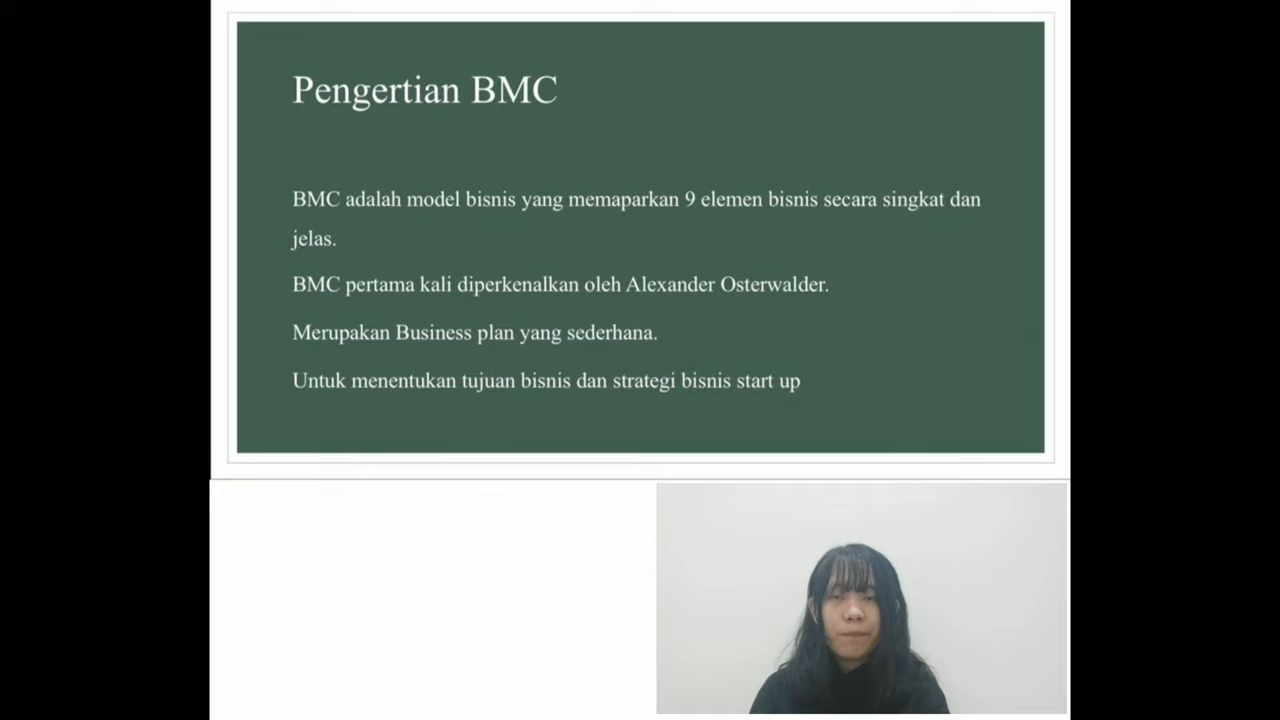 Pengertian BMC
BMC adalah model bisnis yang memaparkan 9 elemen bisnis secara singkat dan
jelas.
BMC pertama kali diperkenalkan oleh Alexander Osterwalder.
Merupakan Business plan yang sederhana.
Untuk menentukan tujuan bisnis dan strategi bisnis start up